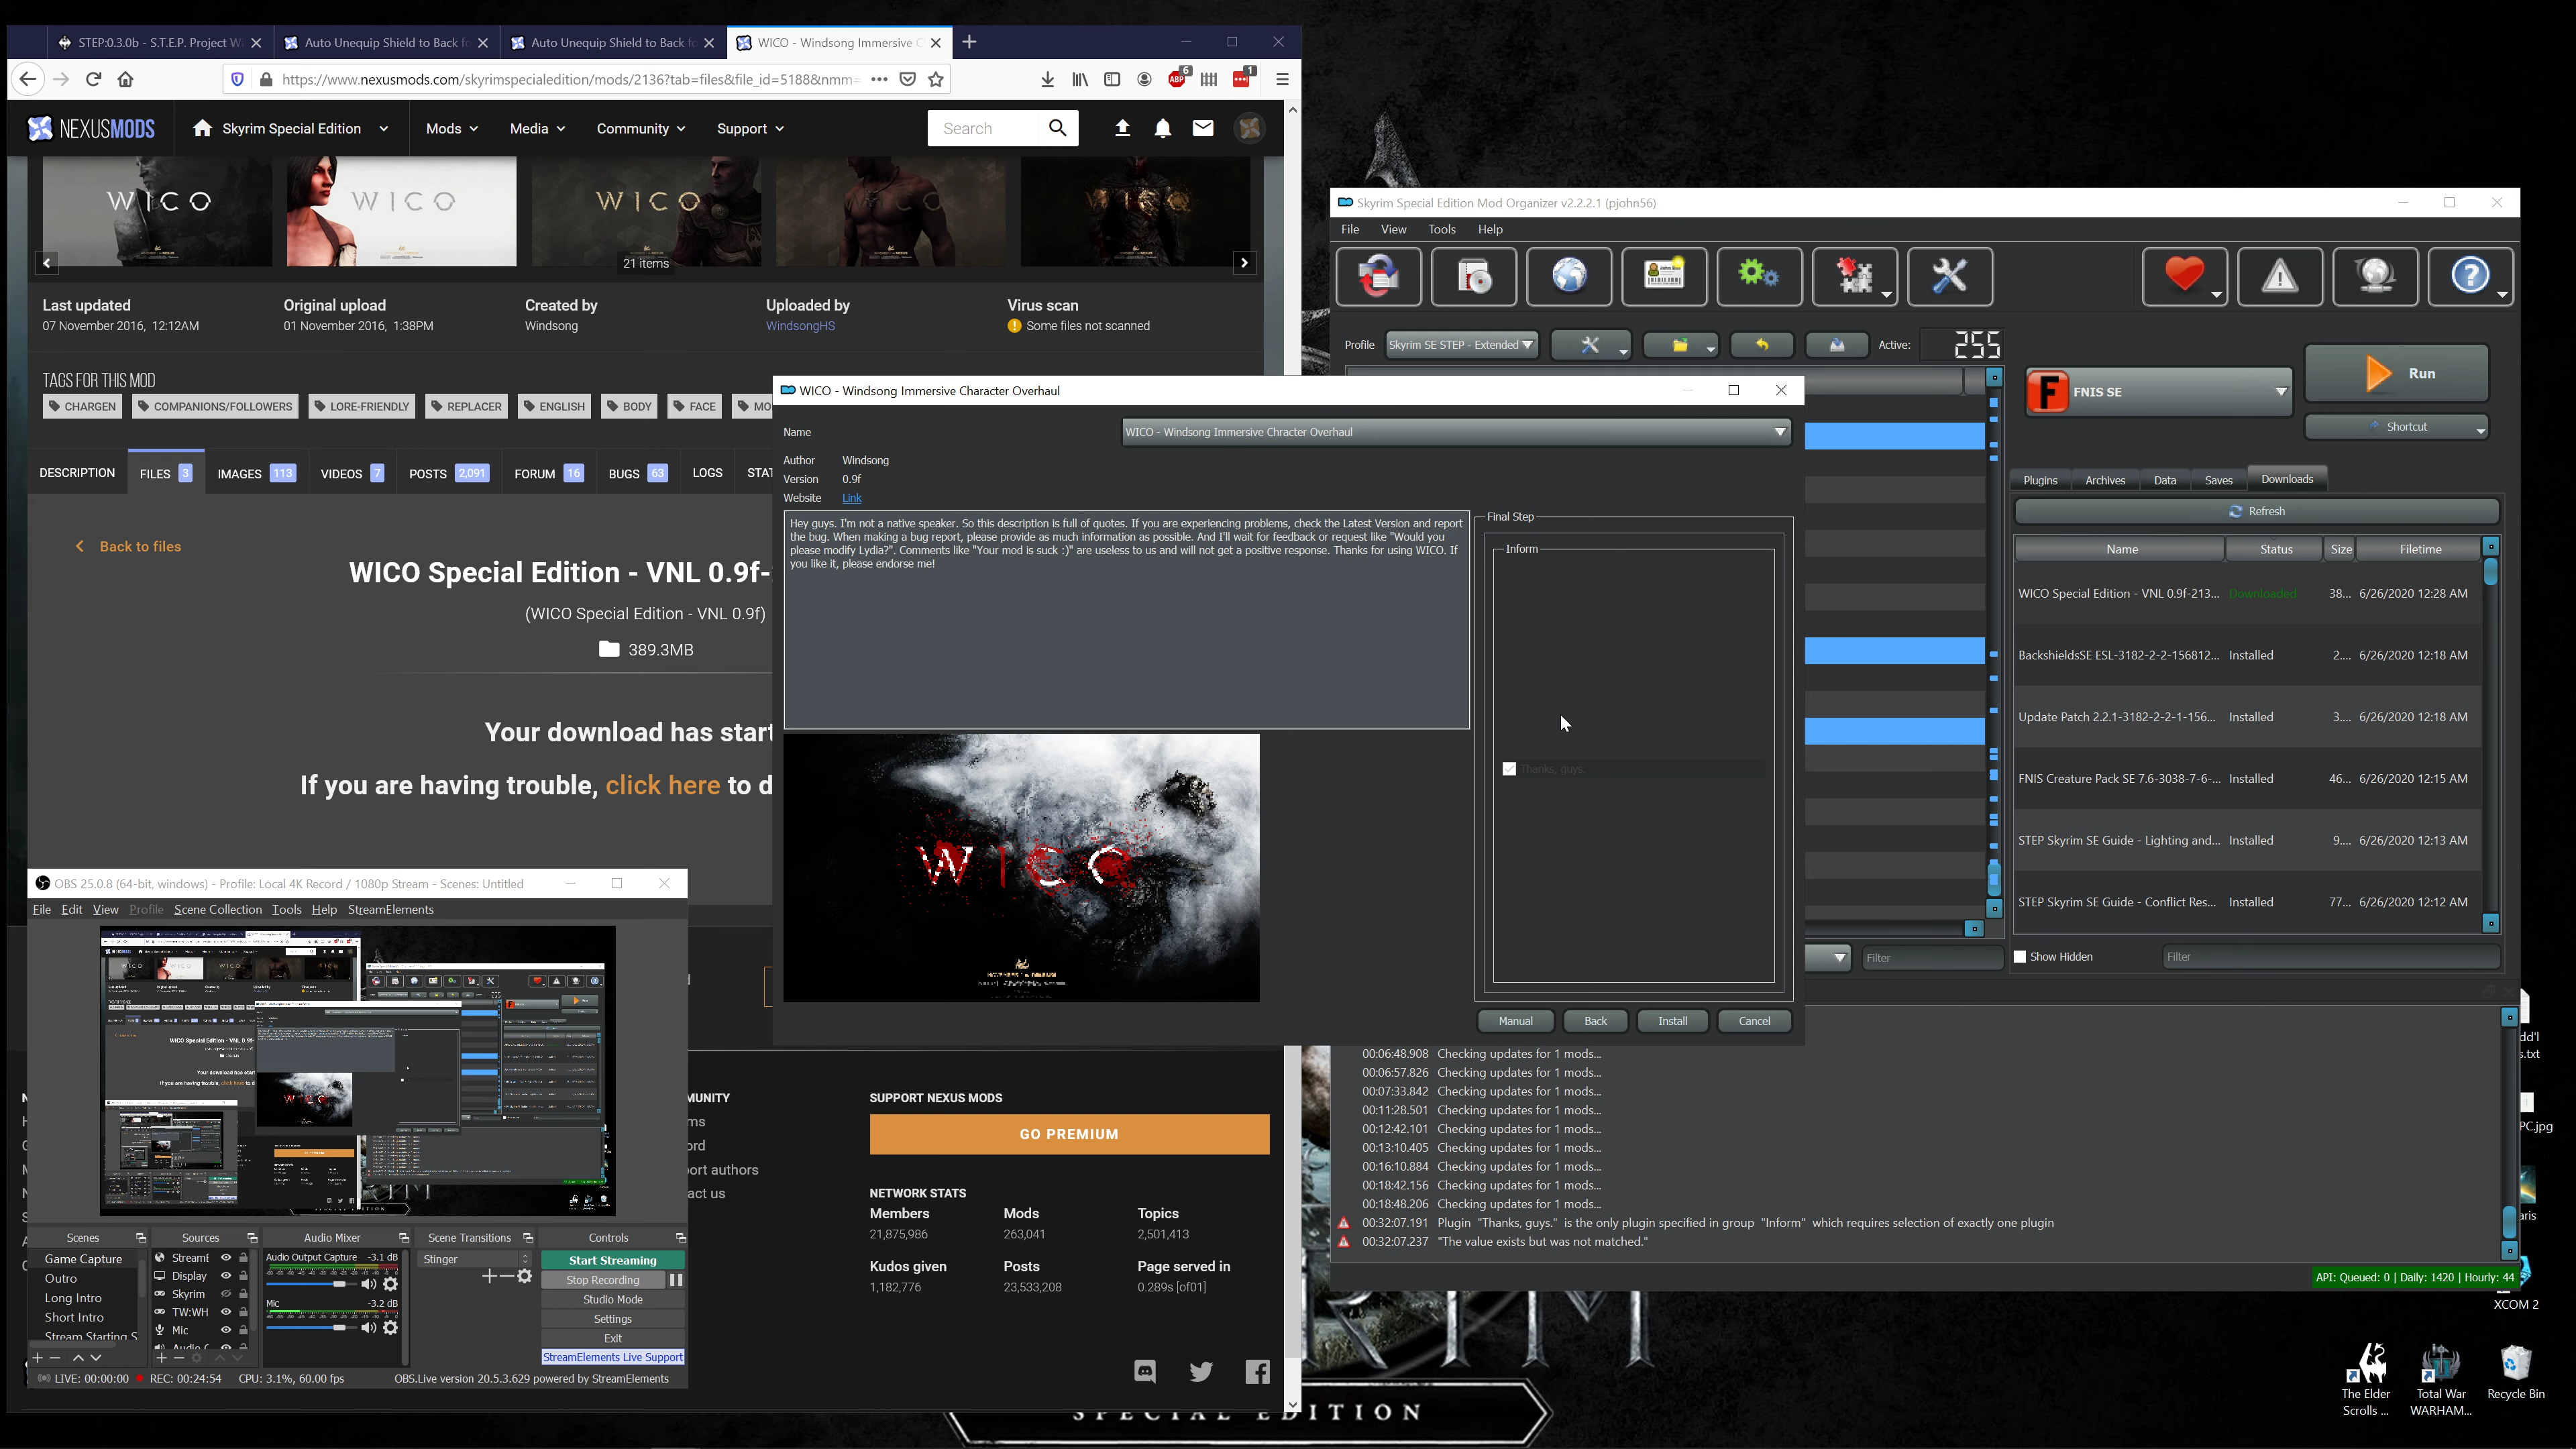 STEP:0.3.0b - S.T.E.P. Project W
Auto Unequip Shield to Back fo
Auto Unequip Shield to Back fo
WICO - Windsong Immersive C
https://www.nexusmods.com/skyrimspecialedition/mods/2136?tab=files&file_id=5188&nmm=
6
1
NEXUSMODS
Skyrim Special Edition
Mods
Media
Community
Support
Search
WICO
WICO
WICO
21 items
Last updated
07 November 2016, 12:12AM
Original upload
01 November 2016, 1:38PM
Created by
Windsong
Uploaded by
WindsongHS
Virus scan
Some files not scanned
TAGS FOR THIS MOD
CHARGEN
COMPANIONS/FOLLOWERS
LORE-FRIENDLY
REPLACER
ENGLISH
BODY
FACE
MO
DESCRIPTION
FILES 3
IMAGES 113
VIDEOS 7
POSTS 2,091
FORUM 16
BUGS 63
LOGS
STAT
Back to files
WICO Special Edition - VNL 0.9f-
(WICO Special Edition - VNL 0.9f)
389.3MB
Your download has start
If you are having trouble, click here to d
MUNITY
ort authors
act us
SUPPORT NEXUS MODS
GO PREMIUM
NETWORK STATS
Members
21,875,986
Mods
263,041
Topics
2,501,413
Kudos given
1,182,776
Posts
23,533,208
Page served in
0.289s [of01]
OBS 25.0.8 (64-bit, windows) - Profile: Local 4K Record / 1080p Stream - Scenes: Untitled
File Edit View Profile Scene Collection Tools Help StreamElements
Scenes
Game Capture
Outro
Long Intro
Short Intro
Stream Starting S
Sources
StreamE
Display
Skyrim
TW:WH
Mic
Audio C
Audio Mixer
Audio Output Capture -3.1 dB
Mic -3.2 dB
Scene Transitions
Stinger
Controls
Start Streaming
Stop Recording
Studio Mode
Settings
Exit
StreamElements Live Support
LIVE: 00:00:00
REC: 00:24:54
CPU: 3.1%, 60.00 fps
OBS.Live version 20.5.3.629 powered by StreamElements
WICO - Windsong Immersive Character Overhaul
Name
WICO - Windsong Immersive Chracter Overhaul
Author Windsong
Version 0.9f
Website Link
Hey guys. I'm not a native speaker. So this description is full of quotes. If you are experiencing problems, check the Latest Version and report
the bug. When making a bug report, please provide as much information as possible. And I'll wait for feedback or request like "Would you
please modify Lydia?". Comments like "Your mod is suck :)" are useless to us and will not get a positive response. Thanks for using WICO. If
you like it, please endorse me!
Final Step
Inform
Thanks, guys.
WICO
Manual
Back
Install
Cancel
Skyrim Special Edition Mod Organizer v2.2.2.1 (pjohn56)
File View Tools Help
Profile
Skyrim SE STEP - Extended
Active:
255
FNIS SE
Run
Shortcut
Plugins
Archives
Data
Saves
Downloads
Refresh
Name Status Size Filetime
WICO Special Edition - VNL 0.9f-213... Downloaded 38... 6/26/2020 12:28 AM
BackshieldsSE ESL-3182-2-2-156812... Installed 2.... 6/26/2020 12:18 AM
Update Patch 2.2.1-3182-2-2-1-156... Installed 3.... 6/26/2020 12:18 AM
FNIS Creature Pack SE 7.6-3038-7-6-... Installed 46... 6/26/2020 12:15 AM
STEP Skyrim SE Guide - Lighting and... Installed 9.... 6/26/2020 12:13 AM
STEP Skyrim SE Guide - Conflict Res... Installed 77... 6/26/2020 12:12 AM
Filter
Show Hidden
Filter
00:06:48.908 Checking updates for 1 mods...
00:06:57.826 Checking updates for 1 mods...
00:07:33.842 Checking updates for 1 mods...
00:11:28.501 Checking updates for 1 mods...
00:12:42.101 Checking updates for 1 mods...
00:13:10.405 Checking updates for 1 mods...
00:16:10.884 Checking updates for 1 mods...
00:18:42.156 Checking updates for 1 mods...
00:18:48.206 Checking updates for 1 mods...
00:32:07.191 Plugin "Thanks, guys." is the only plugin specified in group "Inform" which requires selection of exactly one plugin
00:32:07.237 "The value exists but was not matched."
API: Queued: 0 | Daily: 1420 | Hourly: 44
dd'l
s.txt
PC.jpg
aris
XCOM 2
The Elder
Scrolls ...
Total War
WARHAM...
Recycle Bin
SPECIAL EDITION